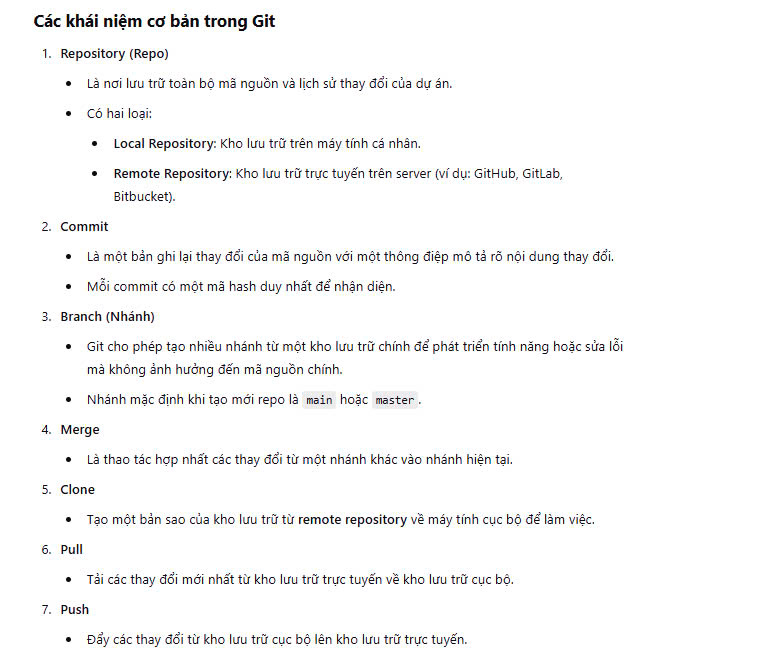 Các khái niệm cơ bản trong Git
1. Repository (Repo)
• Là nơi lưu trữ toàn bộ mã nguồn và lịch sử thay đổi của dự án.
• Có hai loại:
• Local Repository: Kho lưu trữ trên máy tính cá nhân.
• Remote Repository: Kho lưu trữ trực tuyến trên server (ví dụ: GitHub, GitLab,
Bitbucket).
2. Commit
• Là một bản ghi lại thay đổi của mã nguồn với một thông điệp mô tả rõ nội dung thay đổi.
• Mỗi commit có một mã hash duy nhất để nhận diện.
3. Branch (Nhánh)
• Git cho phép tạo nhiều nhánh từ một kho lưu trữ chính để phát triển tính năng hoặc sửa lỗi
mà không ảnh hưởng đến mã nguồn chính.
• Nhánh mặc định khi tạo mới repo là main hoặc master.
4. Merge
• Là thao tác hợp nhất các thay đổi từ một nhánh khác vào nhánh hiện tại.
5. Clone
• Tạo một bản sao của kho lưu trữ từ remote repository về máy tính cục bộ để làm việc.
6. Pull
• Tải các thay đổi mới nhất từ kho lưu trữ trực tuyến về kho lưu trữ cục bộ.
7. Push
• Đẩy các thay đổi từ kho lưu trữ cục bộ lên kho lưu trữ trực tuyến.